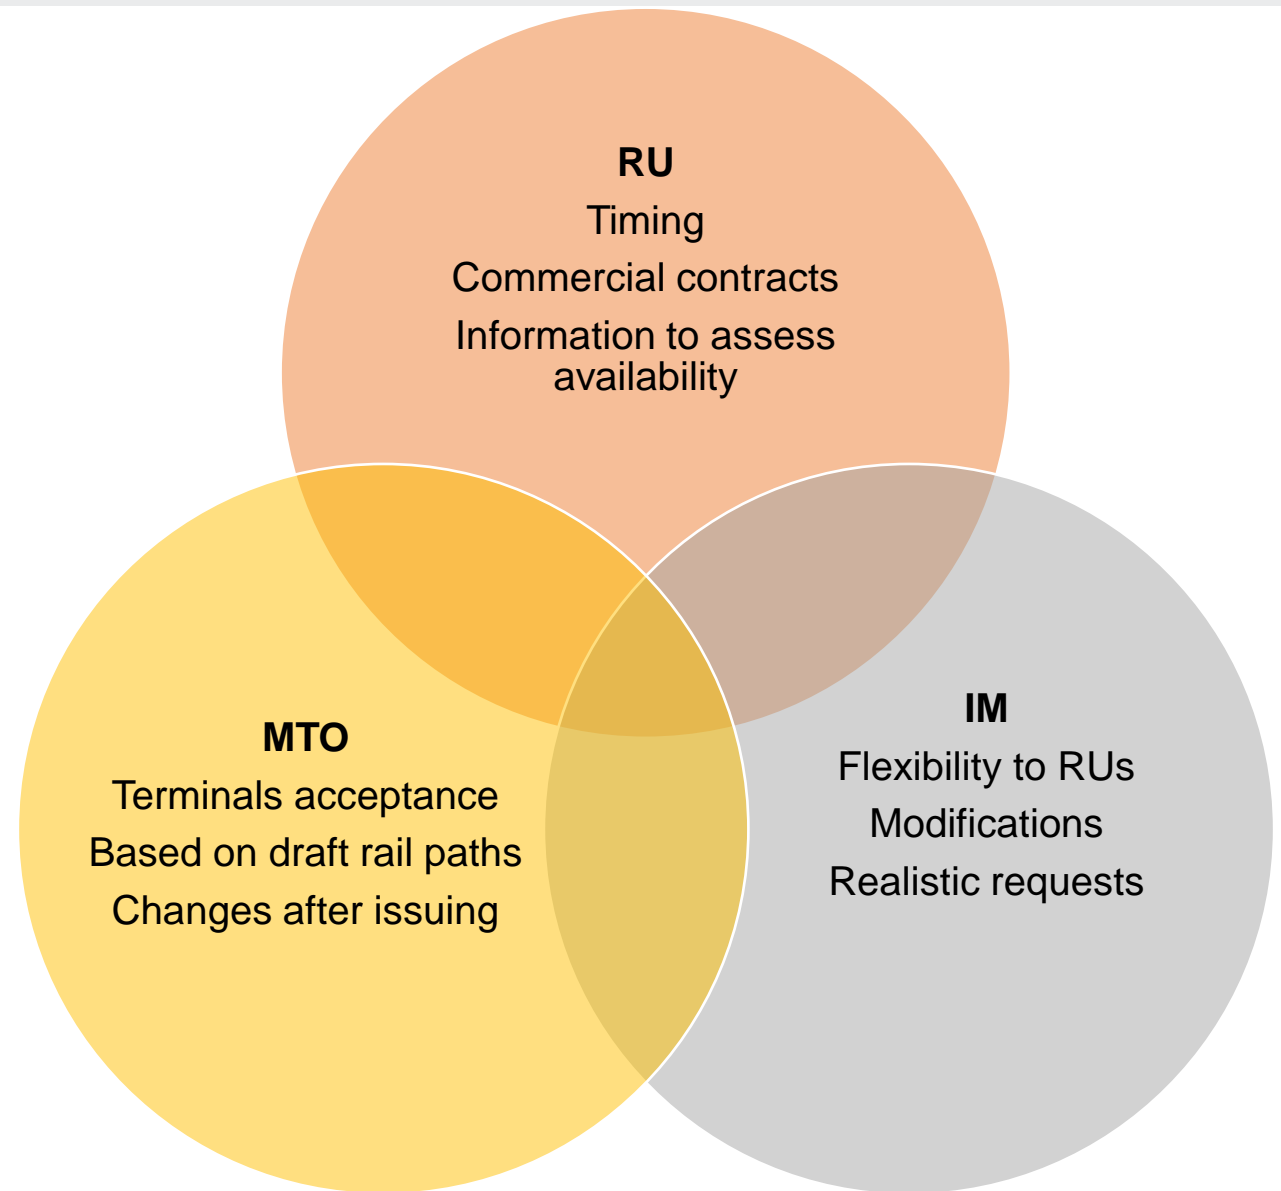 RU
Timing
Commercial contracts
Information to assess
availability
MTO
Terminals acceptance
Based on draft rail paths
Changes after issuing
IM
Flexibility to RUs
Modifications
Realistic requests